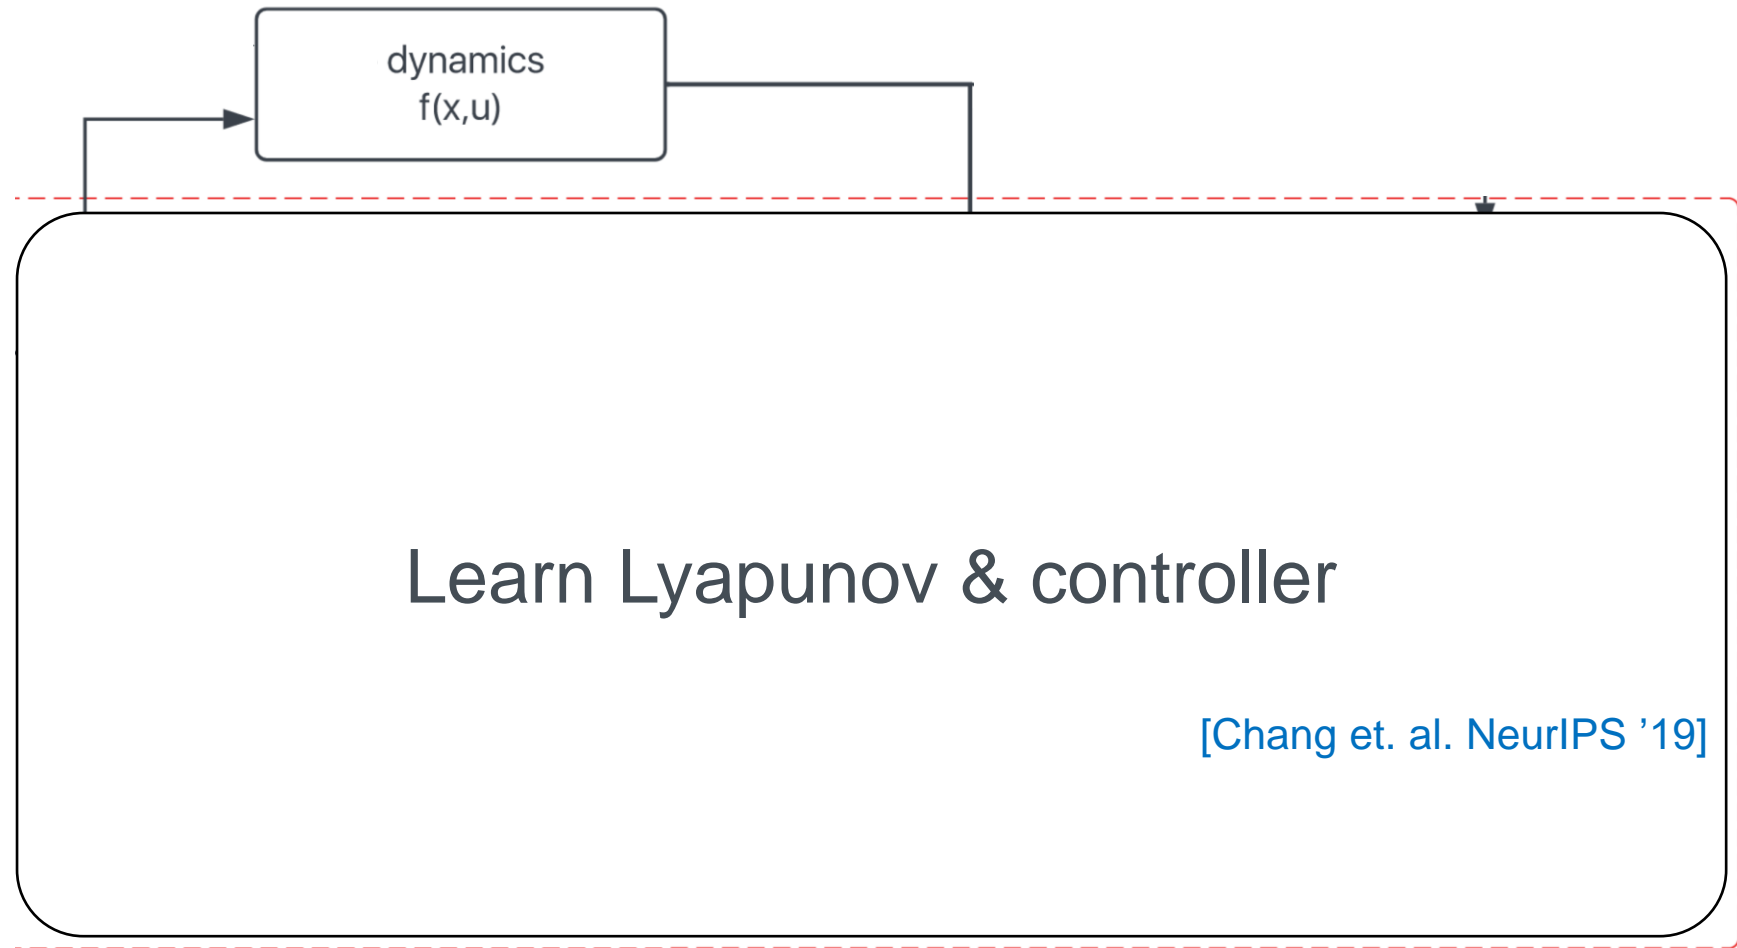 dynamics
f(x,u)
Learn Lyapunov & controller
[Chang et. al. NeurIPS ’19]